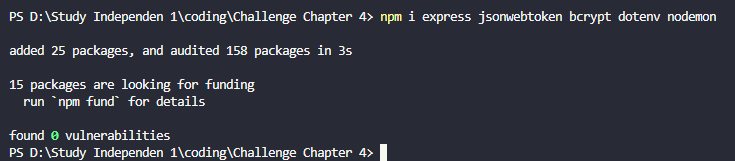 PS D:\Study Independen 1\coding\Challenge Chapter 4> npm i express jsonwebtoken bcrypt dotenv nodemon
added 25 packages, and audited 158 packages in 3s
15 packages are looking for funding
run `npm fund` for details
found 0 vulnerabilities
PS D:\Study Independen 1\coding\Challenge Chapter 4>